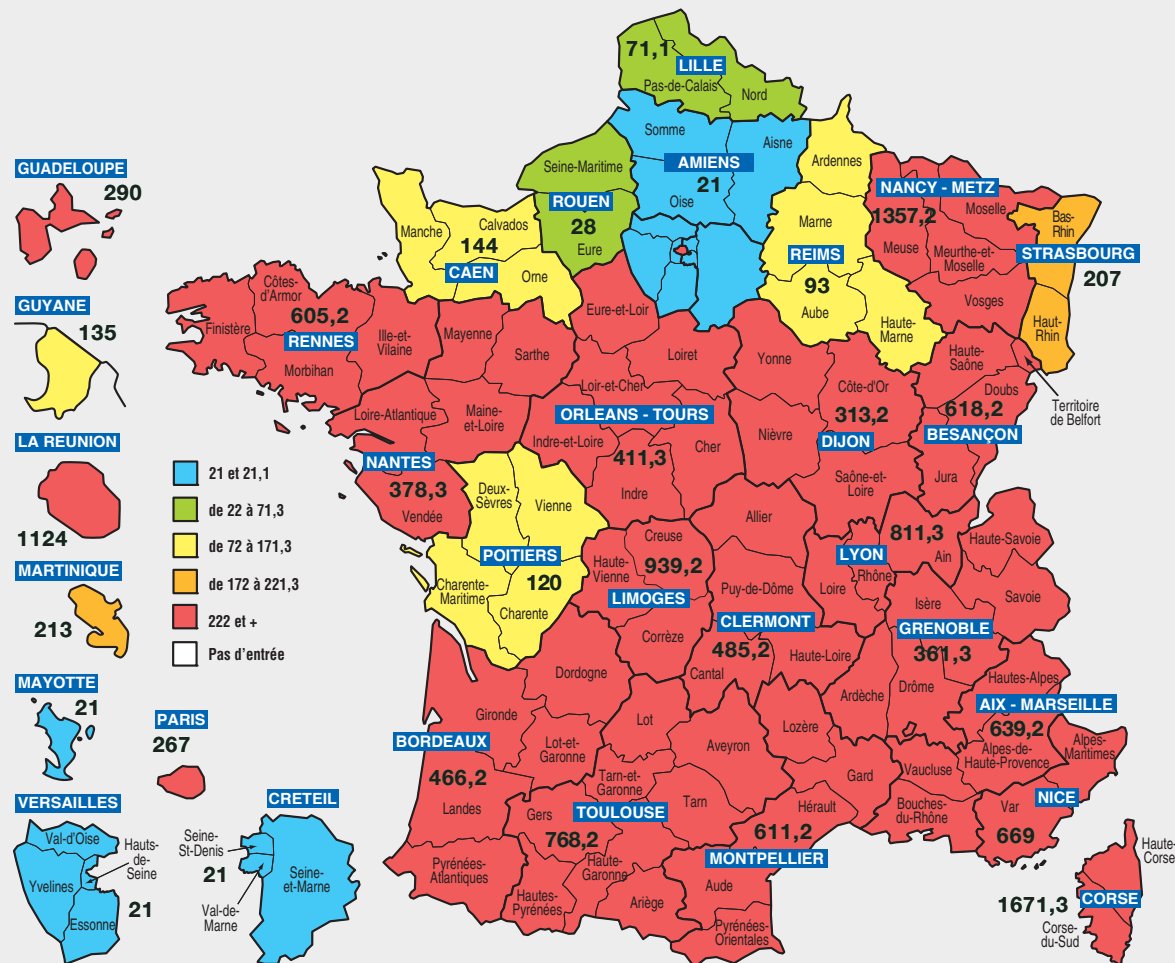 GUADELOUPE
290
GUYANE
135
LA REUNION
1124
MARTINIQUE
213
MAYOTTE
21
PARIS
267
VERSAILLES
Val-d'Oise
Hauts-
de-
Seine
Yvelines
21
Essonne
CRETEIL
Seine-
St-Denis
21
Val-de-
Marne
Seine-
et-Marne
21 et 21,1
de 22 à 71,3
de 72 à 171,3
de 172 à 221,3
222 et +
Pas d'entrée
71,1
LILLE
Pas-de-Calais
Nord
Somme
Aisne
AMIENS
21
Oise
Seine-Maritime
ROUEN
28
Eure
Manche
Calvados
144
CAEN
Orne
Ardennes
Marne
REIMS
93
Aube
Haute-
Marne
NANCY - METZ
1357,2
Moselle
Meuse
Meurthe-et-
Moselle
Vosges
Bas-
Rhin
STRASBOURG
207
Haut-
Rhin
Côtes-
d'Armor
Finistère
605,2
RENNES
Ille-et-
Vilaine
Morbihan
Mayenne
Sarthe
Loire-Atlantique
Maine-
et-Loire
NANTES
378,3
Vendée
Eure-et-Loir
Loiret
Loir-et-Cher
ORLEANS - TOURS
Indre-et-Loire
411,3
Cher
Indre
Yonne
Côte-d'Or
313,2
Nièvre
DIJON
Saône-et-
Loire
Haute-
Saône
Doubs
618,2
BESANÇON
Jura
Territoire
de Belfort
Deux-
Sèvres
Vienne
POITIERS
120
Charente-
Maritime
Charente
Creuse
Haute-
Vienne
939,2
LIMOGES
Corrèze
Allier
Puy-de-Dôme
CLERMONT
485,2
Haute-Loire
Cantal
811,3
LYON
Ain
Rhône
Loire
Haute-Savoie
Savoie
Isère
GRENOBLE
361,3
Ardèche
Drôme
Hautes-Alpes
AIX - MARSEILLE
639,2
Alpes-de-
Haute-Provence
Vaucluse
Bouches-
du-Rhône
Alpes-
Maritimes
NICE
Var
669
Dordogne
Gironde
BORDEAUX
Lot-et-
Garonne
466,2
Landes
Pyrénées-
Atlantiques
Lot
Aveyron
Tarn-et-
Garonne
Tarn
Gers
TOULOUSE
768,2
Haute-
Garonne
Hautes-
Pyrénées
Ariège
Lozère
Gard
Hérault
611,2
MONTPELLIER
Aude
Pyrénées-
Orientales
Haute-
Corse
1671,3
CORSE
Corse-
du-Sud